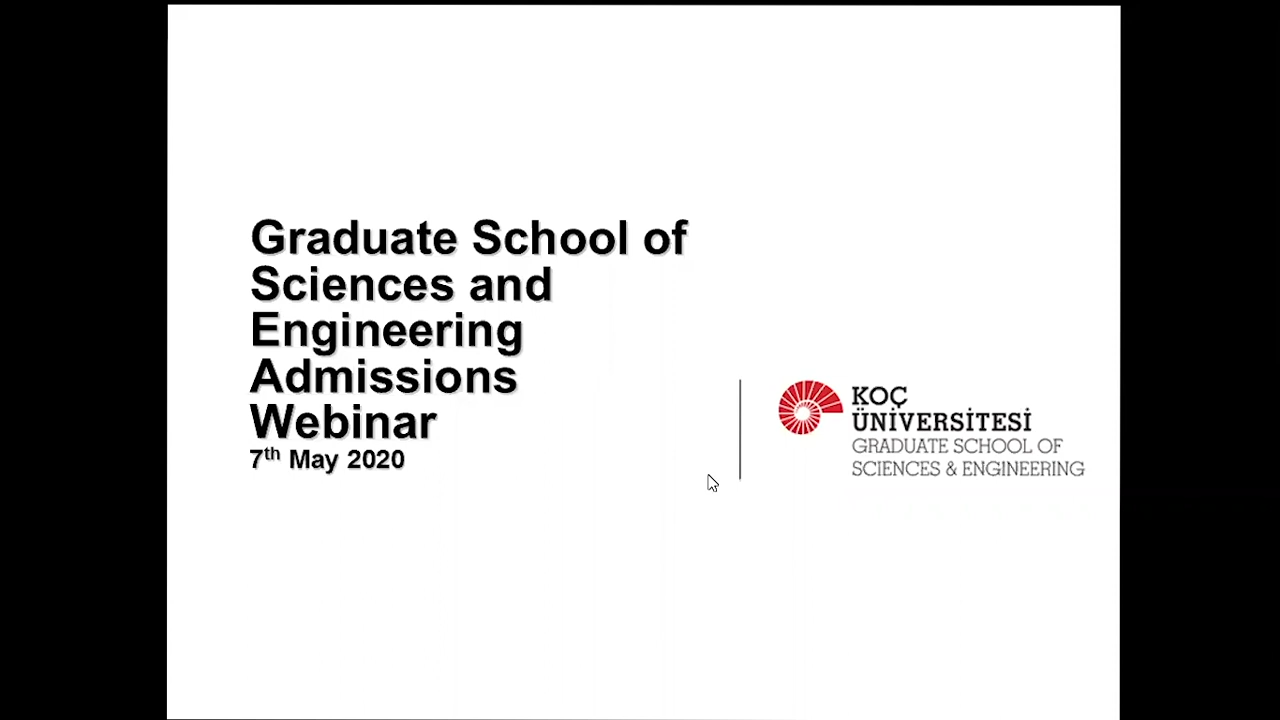 Graduate School of
Sciences and
Engineering
Admissions
Webinar
7th May 2020
KOÇ
ÜNİVERSİTESİ
GRADUATE SCHOOL OF
SCIENCES & ENGINEERING